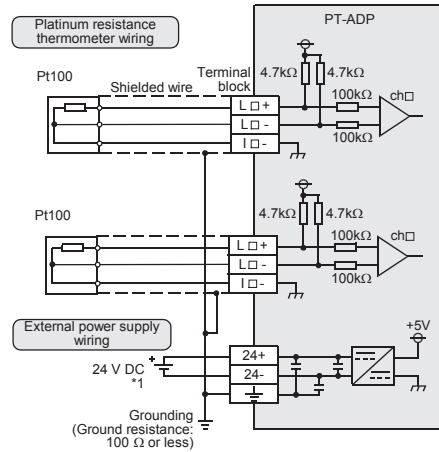 Platinum resistance
thermometer wiring
PT-ADP
Pt100
Shielded wire
Terminal
block
4.7kΩ
4.7kΩ
100kΩ
100kΩ
ch□
L□+
L□-
I□-
Pt100
4.7kΩ
4.7kΩ
100kΩ
100kΩ
ch□
L□+
L□-
I□-
External power supply
wiring
+5V
24 V DC
*1
24+
24-
Grounding
(Ground resistance:
100 Ω or less)